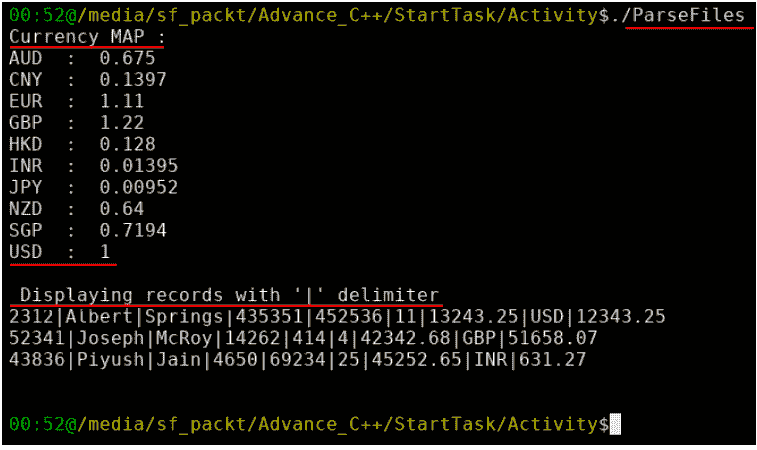 00:52@/media/sf_packt/Advance_C++/StartTask/Activity$./ParseFiles
Currency MAP :
AUD  :  0.675
CNY  :  0.1397
EUR  :  1.11
GBP  :  1.22
HKD  :  0.128
INR  :  0.01395
JPY  :  0.00952
NZD  :  0.64
SGP  :  0.7194
USD  :  1
Displaying records with '|' delimiter
2312|Albert|Springs|435351|452536|11|13243.25|USD|12343.25
52341|Joseph|McRoy|14262|414|4|42342.68|GBP|51658.07
43836|Piyush|Jain|4650|69234|25|45252.65|INR|631.27
00:52@/media/sf_packt/Advance_C++/StartTask/Activity$